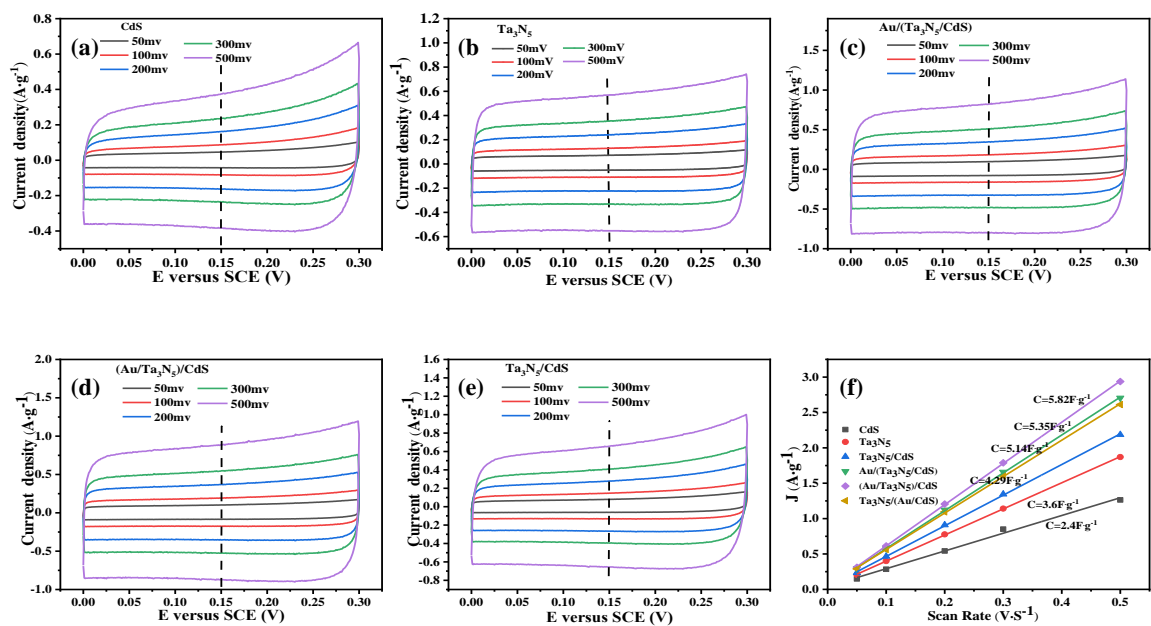 (a)
CdS
50mv
100mv
200mv
300mv
500mv
0.8
0.6
0.4
0.2
0.0
-0.2
-0.4
Current density(A·g⁻¹)
0.00 0.05 0.10 0.15 0.20 0.25 0.30
E versus SCE (V)
(b)
Ta₃N₅
50mV
100mV
200mV
300mV
500mV
1.2
1.0
0.8
0.6
0.4
0.2
0.0
-0.2
-0.4
-0.6
Current density (A·g⁻¹)
0.00 0.05 0.10 0.15 0.20 0.25 0.30
E versus SCE (V)
(c)
Au/(Ta₃N₅/CdS)
50mv
100mv
200mv
300mv
500mv
1.5
1.0
0.5
0.0
-0.5
-1.0
Current density(A·g⁻¹)
0.00 0.05 0.10 0.15 0.20 0.25 0.30
E versus SCE (V)
(d)
(Au/Ta₃N₅)/CdS
50mv
100mv
200mv
300mv
500mv
2.0
1.5
1.0
0.5
0.0
-0.5
-1.0
Current density (A·g⁻¹)
0.00 0.05 0.10 0.15 0.20 0.25 0.30
E versus SCE (V)
(e)
Ta₃N₅/CdS
50mv
100mv
200mv
300mv
500mv
1.6
1.4
1.2
1.0
0.8
0.6
0.4
0.2
0.0
-0.2
-0.4
-0.6
-0.8
Current density (A·g⁻¹)
0.00 0.05 0.10 0.15 0.20 0.25 0.30
E versus SCE (V)
(f)
C=5.82F·g⁻¹
C=5.35F·g⁻¹
C=5.14F·g⁻¹
C=4.29F·g⁻¹
C=3.6F·g⁻¹
C=2.4F·g⁻¹
CdS
Ta₃N₅
Ta₃N₅/CdS
Au/(Ta₃N₅/CdS)
(Au/Ta₃N₅)/CdS
Ta₃N₅/(Au/CdS)
3.0
2.5
2.0
1.5
1.0
0.5
0.0
J (A·g⁻¹)
0.0 0.1 0.2 0.3 0.4 0.5
Scan Rate (V·S⁻¹)